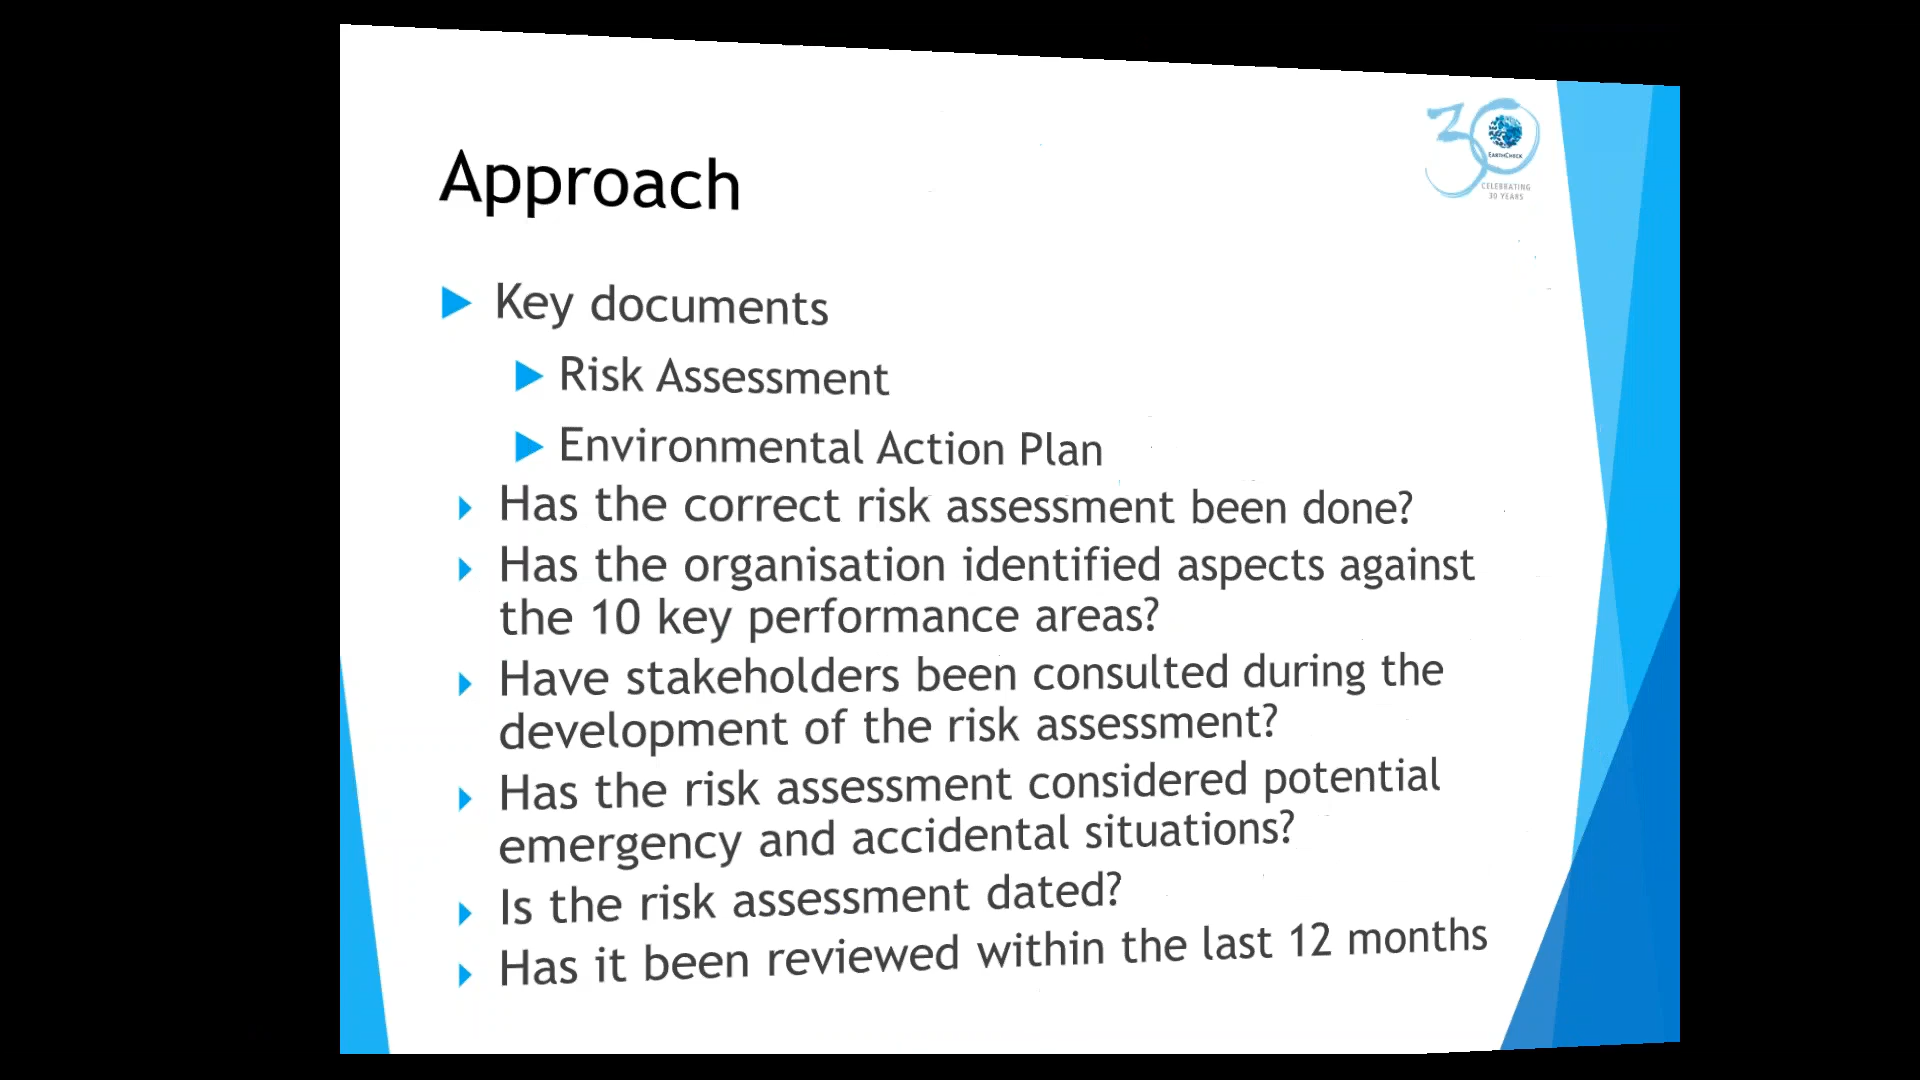 30
EARTHCHECK
CELEBRATING
30 YEARS
Approach
Key documents
Risk Assessment
Environmental Action Plan
Has the correct risk assessment been done?
Has the organisation identified aspects against
the 10 key performance areas?
Have stakeholders been consulted during the
development of the risk assessment?
Has the risk assessment considered potential
emergency and accidental situations?
Is the risk assessment dated?
Has it been reviewed within the last 12 months